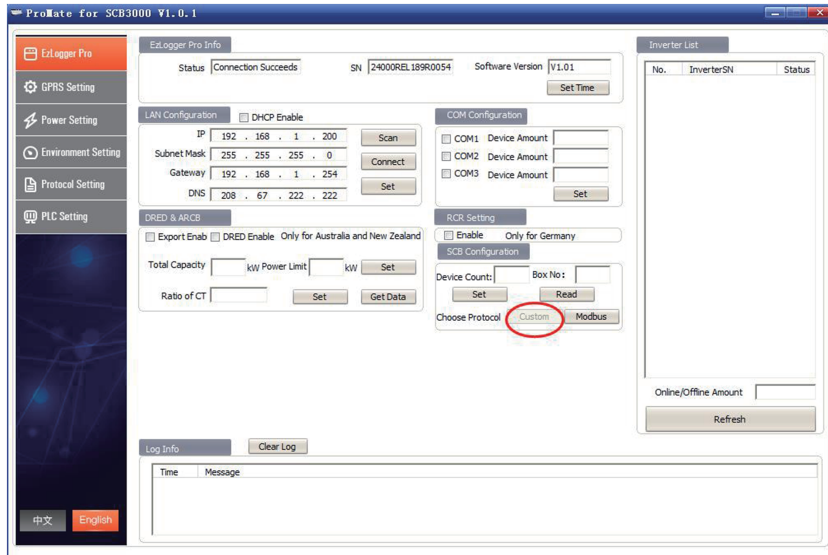 ProMate for SCB3000 V1.0.1
EzLogger Pro
GPRS Setting
Power Setting
Environment Setting
Protocol Setting
PLC Setting
中文 English
EzLogger Pro Info
Status Connection Succeeds SN 24000REL189R0054 Software Version V1.01
Set Time
LAN Configuration DHCP Enable
IP 192 . 168 . 1 . 200 Scan
Subnet Mask 255 . 255 . 255 . 0 Connect
Gateway 192 . 168 . 1 . 254
DNS 208 . 67 . 222 . 222 Set
COM Configuration
COM1 Device Amount
COM2 Device Amount
COM3 Device Amount
Set
DRED & ARCB
Export Enab DRED Enable Only for Australia and New Zealand
Total Capacity kW Power Limit kW Set
Ratio of CT Set Get Data
RCR Setting
Enable Only for Germany
SCB Configuration
Device Count: Box No:
Set Read
Choose Protocol Custom Modbus
Inverter List
No. InverterSN Status
Online/Offline Amount
Refresh
Log Info Clear Log
Time Message